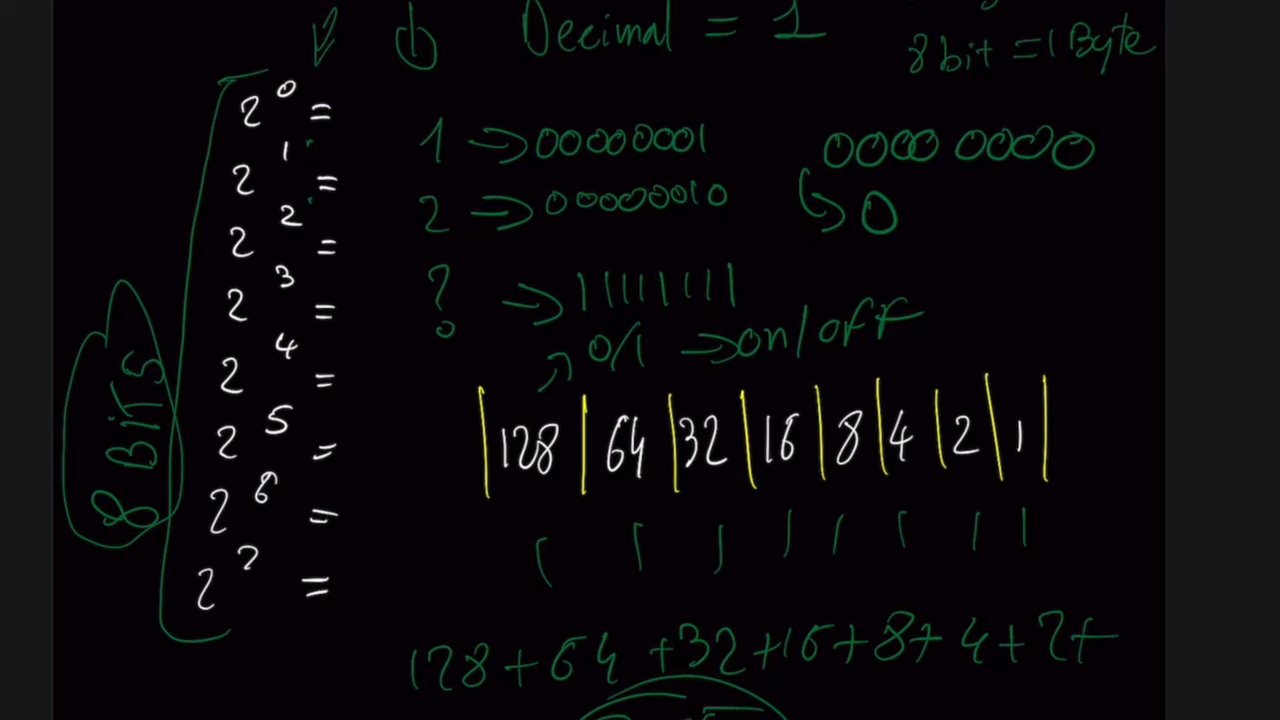 Decimal = 1
8 bit = 1 Byte
2^0 =
2^1 =
2^2 =
2^3 =
2^4 =
2^5 =
2^6 =
2^7 =
8 BiTS
1 → 00000001
2 → 00000010
? → 11111111
0000 0000
↳ 0
0/1 → on/off
|128|64|32|16|8|4|2|1|
1 1 1 1 1 1 1 1
128+64+32+16+8+4+2+